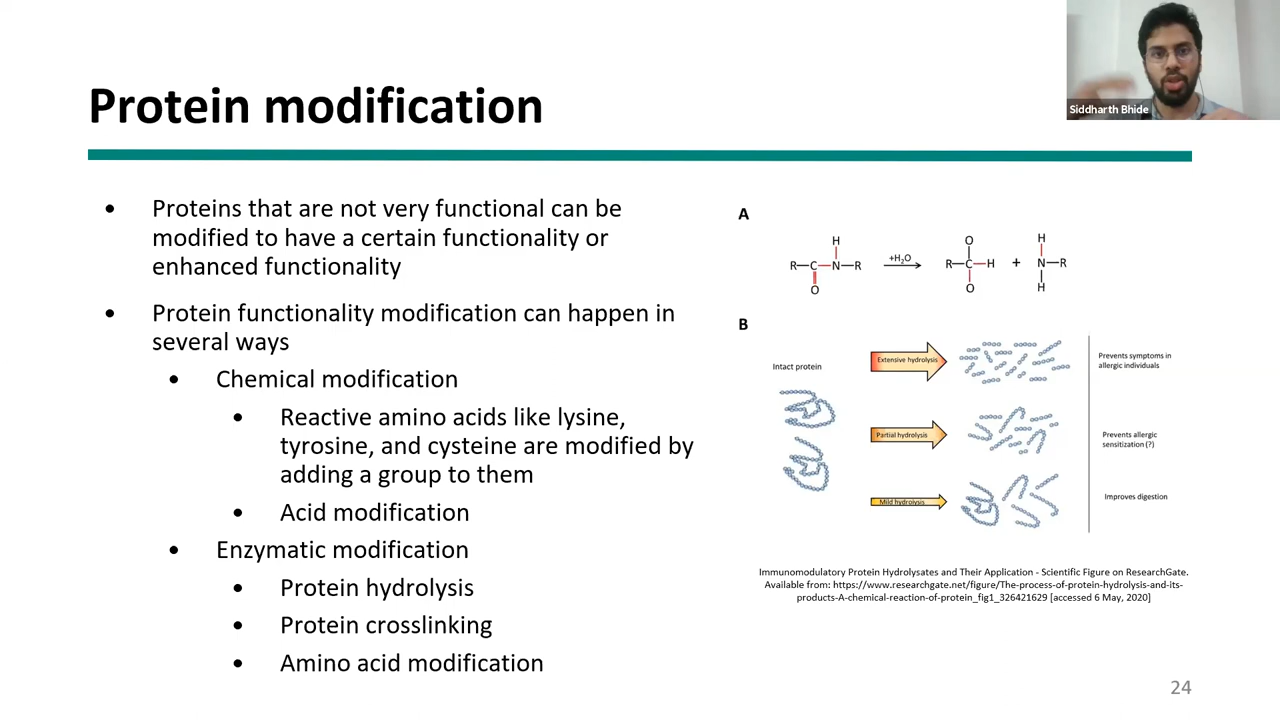 Siddharth Bhide
Protein modification
• Proteins that are not very functional can be
modified to have a certain functionality or
enhanced functionality
• Protein functionality modification can happen in
several ways
• Chemical modification
• Reactive amino acids like lysine,
tyrosine, and cysteine are modified by
adding a group to them
• Acid modification
• Enzymatic modification
• Protein hydrolysis
• Protein crosslinking
• Amino acid modification
A
H
R—C—N—R
O
+H₂O
O
R—C—H
O
+
H
N—R
H
B
Intact protein
Extensive hydrolysis
Prevents symptoms in
allergic individuals
Partial hydrolysis
Prevents allergic
sensitization (?)
Mild hydrolysis
Improves digestion
Immunomodulatory Protein Hydrolysates and Their Application - Scientific Figure on ResearchGate.
Available from: https://www.researchgate.net/figure/The-process-of-protein-hydrolysis-and-its-
products-A-chemical-reaction-of-protein_fig1_326421629 [accessed 6 May, 2020]
24